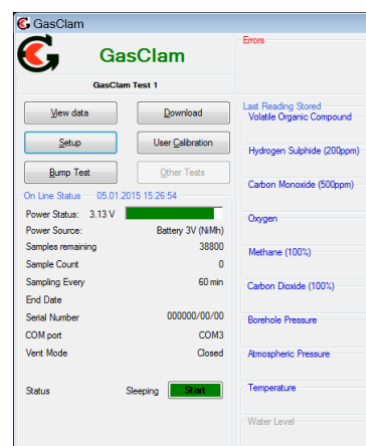 GasClam
GasClam
GasClam Test 1
View data
Download
Setup
User Calibration
Bump Test
Other Tests
On Line Status 05.01.2015 15:26:54
Power Status: 3.13 V
Power Source: Battery 3V (NiMh)
Samples remaining 38800
Sample Count 0
Sampling Every 60 min
End Date
Serial Number 000000/00/00
COM port COM3
Vent Mode Closed
Status Sleeping Start
Errors
Last Reading Stored
Volatile Organic Compound
Hydrogen Sulphide (200ppm)
Carbon Monoxide (500ppm)
Oxygen
Methane (100%)
Carbon Dioxide (100%)
Borehole Pressure
Atmospheric Pressure
Temperature
Water Level